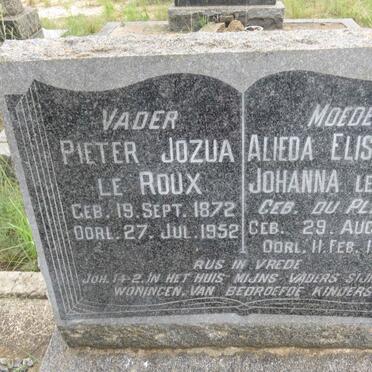 VADER
PIETER JOZUA
LE ROUX
GEB. 19. SEPT. 1872
OORL. 27. JUL. 1952
MOEDE
ALIEDA ELIS
JOHANNA LE
GEB. DU PL
GEB. 29. AUG
OORL. 11 FEB. 1
RUS IN VREDE
JOH. 14-2. IN HET HUIS MIJNS VADERS SIJN
WONINGEN. VAN BEDROEFDE KINDERS